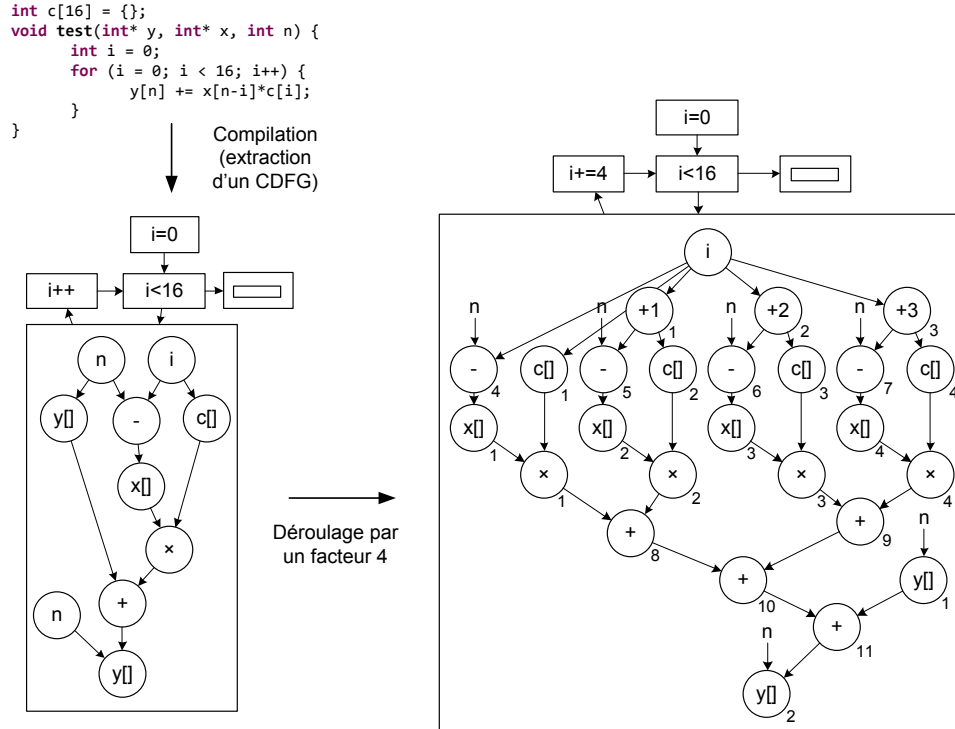 int c[16] = {};
void test(int* y, int* x, int n) {
int i = 0;
for (i = 0; i < 16; i++) {
y[n] += x[n-i]*c[i];
}
}
Compilation
(extraction
d'un CDFG)
i=0
i++
i<16
n
i
y[]
-
c[]
x[]
×
+
n
y[]
Déroulage par
un facteur 4
i=0
i+=4
i<16
i
n
n
+1
1
n
+2
2
n
+3
3
-
4
c[]
1
-
5
c[]
2
-
6
c[]
3
-
7
c[]
4
x[]
1
x[]
2
x[]
3
x[]
4
×
1
×
2
×
3
×
4
+
8
+
9
n
+
10
y[]
1
+
11
n
y[]
2